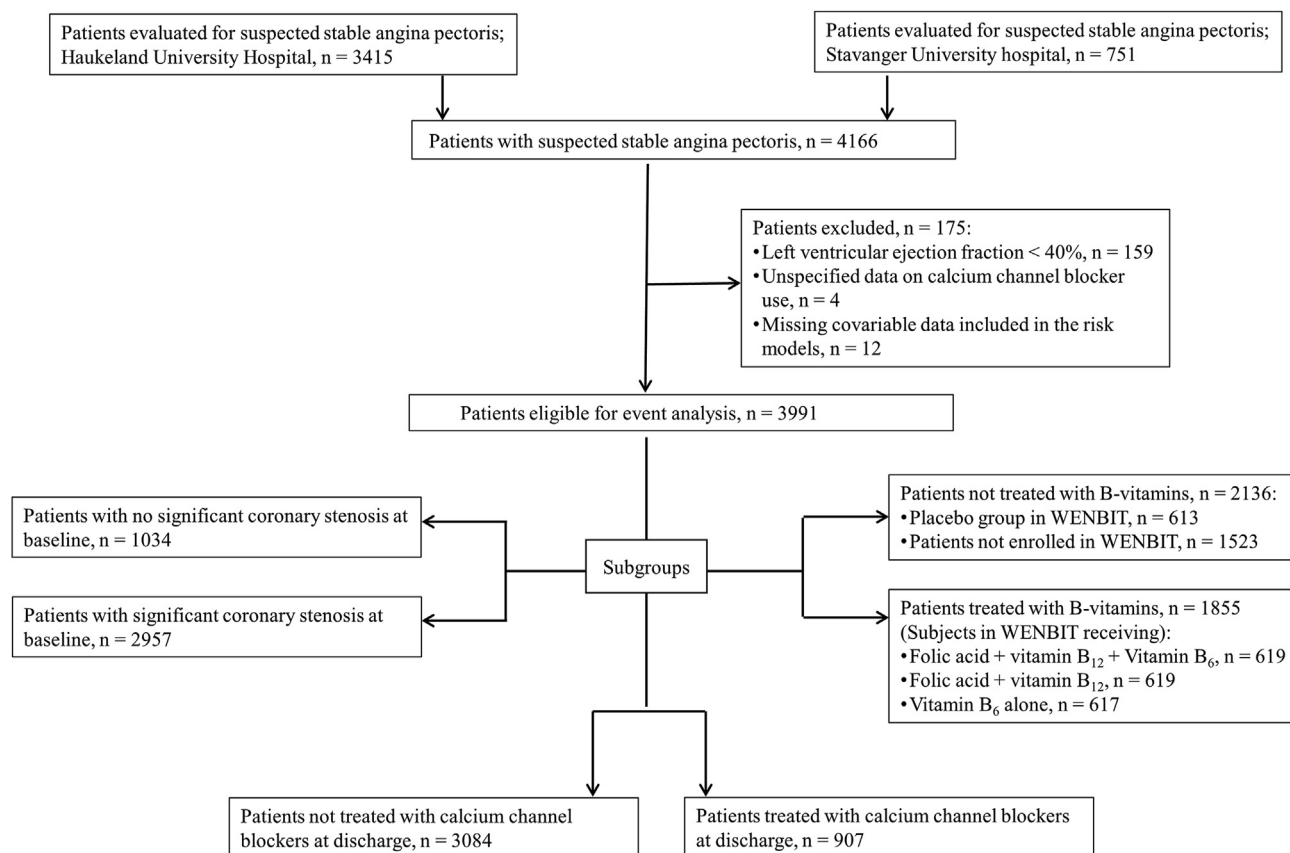 Patients evaluated for suspected stable angina pectoris;
Haukeland University Hospital, n = 3415
Patients evaluated for suspected stable angina pectoris;
Stavanger University hospital, n = 751
Patients with suspected stable angina pectoris, n = 4166
Patients excluded, n = 175:
•Left ventricular ejection fraction < 40%, n = 159
•Unspecified data on calcium channel blocker
use, n = 4
•Missing covariable data included in the risk
models, n = 12
Patients eligible for event analysis, n = 3991
Patients with no significant coronary stenosis at
baseline, n = 1034
Patients with significant coronary stenosis at
baseline, n = 2957
Subgroups
Patients not treated with B-vitamins, n = 2136:
•Placebo group in WENBIT, n = 613
•Patients not enrolled in WENBIT, n = 1523
Patients treated with B-vitamins, n = 1855
(Subjects in WENBIT receiving):
•Folic acid + vitamin B₁₂ + Vitamin B₆, n = 619
•Folic acid + vitamin B₁₂, n = 619
•Vitamin B₆ alone, n = 617
Patients not treated with calcium channel
blockers at discharge, n = 3084
Patients treated with calcium channel blockers
at discharge, n = 907